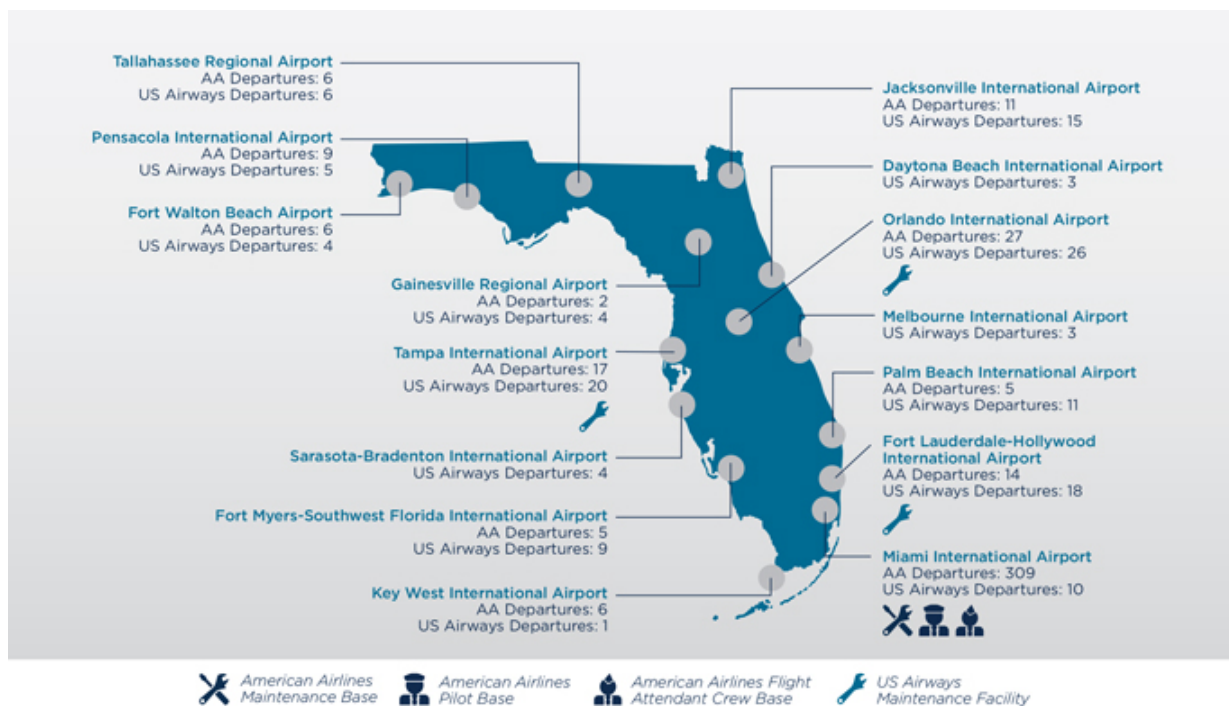 Tallahassee Regional Airport
AA Departures: 6
US Airways Departures: 6
Pensacola International Airport
AA Departures: 9
US Airways Departures: 5
Fort Walton Beach Airport
AA Departures: 6
US Airways Departures: 4
Gainesville Regional Airport
AA Departures: 2
US Airways Departures: 4
Tampa International Airport
AA Departures: 17
US Airways Departures: 20
Sarasota-Bradenton International Airport
US Airways Departures: 4
Fort Myers-Southwest Florida International Airport
AA Departures: 5
US Airways Departures: 9
Key West International Airport
AA Departures: 6
US Airways Departures: 1
Jacksonville International Airport
AA Departures: 11
US Airways Departures: 15
Daytona Beach International Airport
US Airways Departures: 3
Orlando International Airport
AA Departures: 27
US Airways Departures: 26
Melbourne International Airport
US Airways Departures: 3
Palm Beach International Airport
AA Departures: 5
US Airways Departures: 11
Fort Lauderdale-Hollywood
International Airport
AA Departures: 14
US Airways Departures: 18
Miami International Airport
AA Departures: 309
US Airways Departures: 10
American Airlines
Maintenance Base
American Airlines
Pilot Base
American Airlines Flight
Attendant Crew Base
US Airways
Maintenance Facility